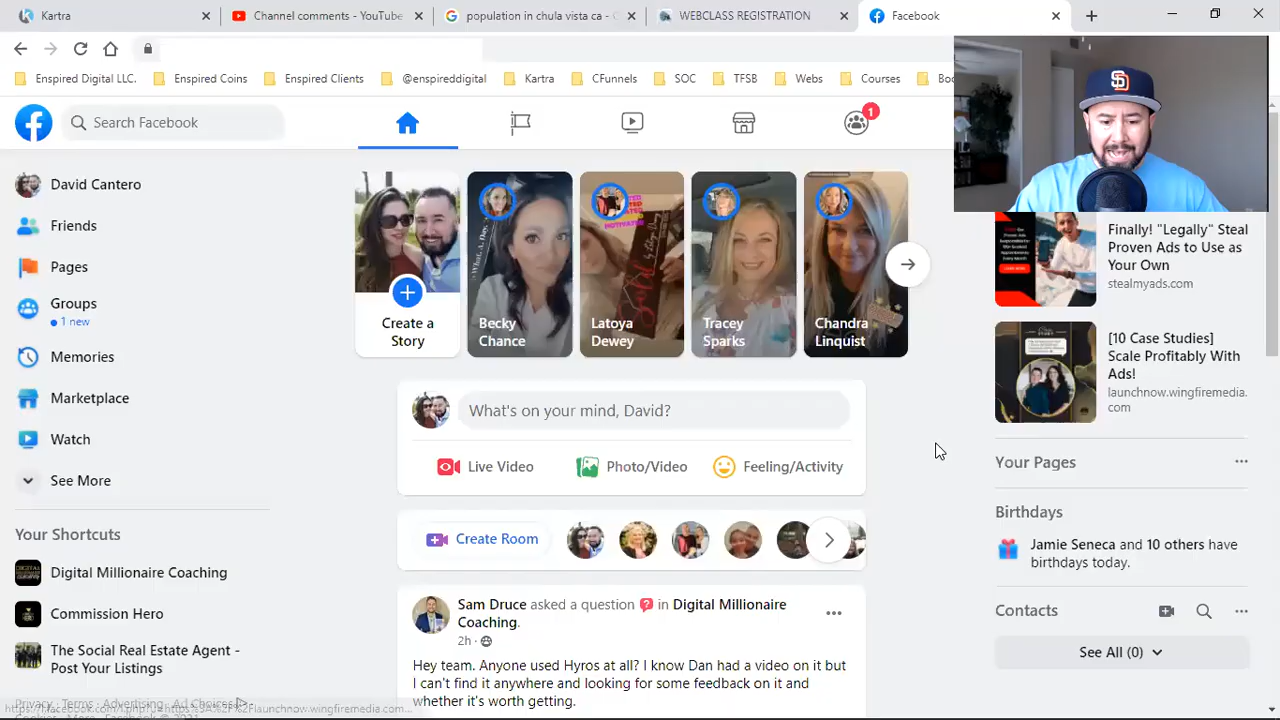 Kartra
Channel comments - YouTube
population in chula vista ca - G
WEBCLASS REGISTRATION
Facebook
Enspired Digital LLC.
Enspired Coins
Enspired Clients
@enspireddigital
Kartra
CFunnels
SOC
TFSB
Webs
Courses
Search Facebook
1
David Cantero
Friends
Pages
Groups
1 new
Memories
Marketplace
Watch
See More
Your Shortcuts
Digital Millionaire Coaching
Commission Hero
The Social Real Estate Agent -
Post Your Listings
Privacy · Terms · Advertising · Ad Choices
Create a
Story
Becky
Chance
Latoya
Dewey
Tracey
Sparks
Chandra
Linquist
What's on your mind, David?
Live Video
Photo/Video
Feeling/Activity
Create Room
Sam Druce asked a question in Digital Millionaire
Coaching.
2h
Hey team. Anyone used Hyros at all? I know Dan had a video on it but
I can't find it anywhere and looking for some feedback on it and
whether it's worth getting.
SD
Finally! "Legally" Steal
Proven Ads to Use as
Your Own
stealmyads.com
[10 Case Studies]
Scale Profitably With
Ads!
launchnow.wingfiremedia.
com
Your Pages
Birthdays
Jamie Seneca and 10 others have
birthdays today.
Contacts
See All (0)